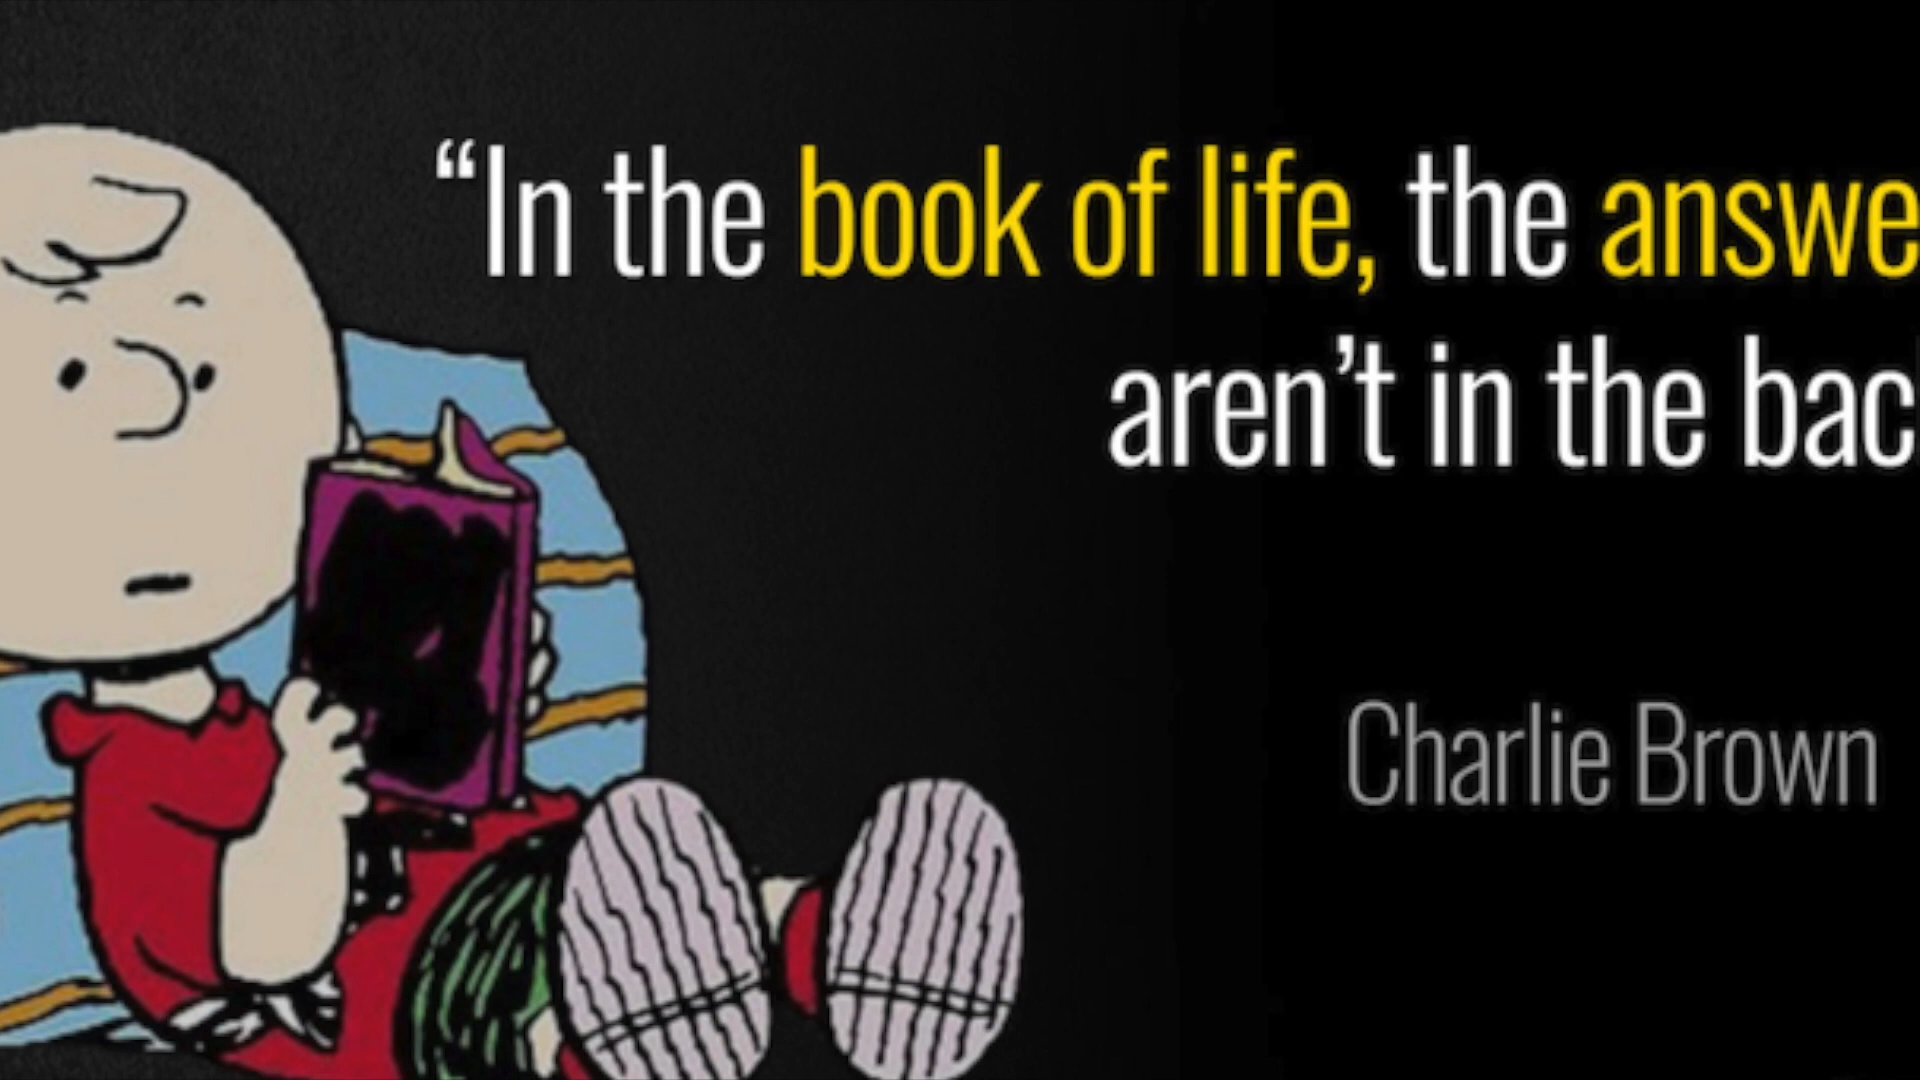 “In the book of life, the answe
aren’t in the bac
Charlie Brown